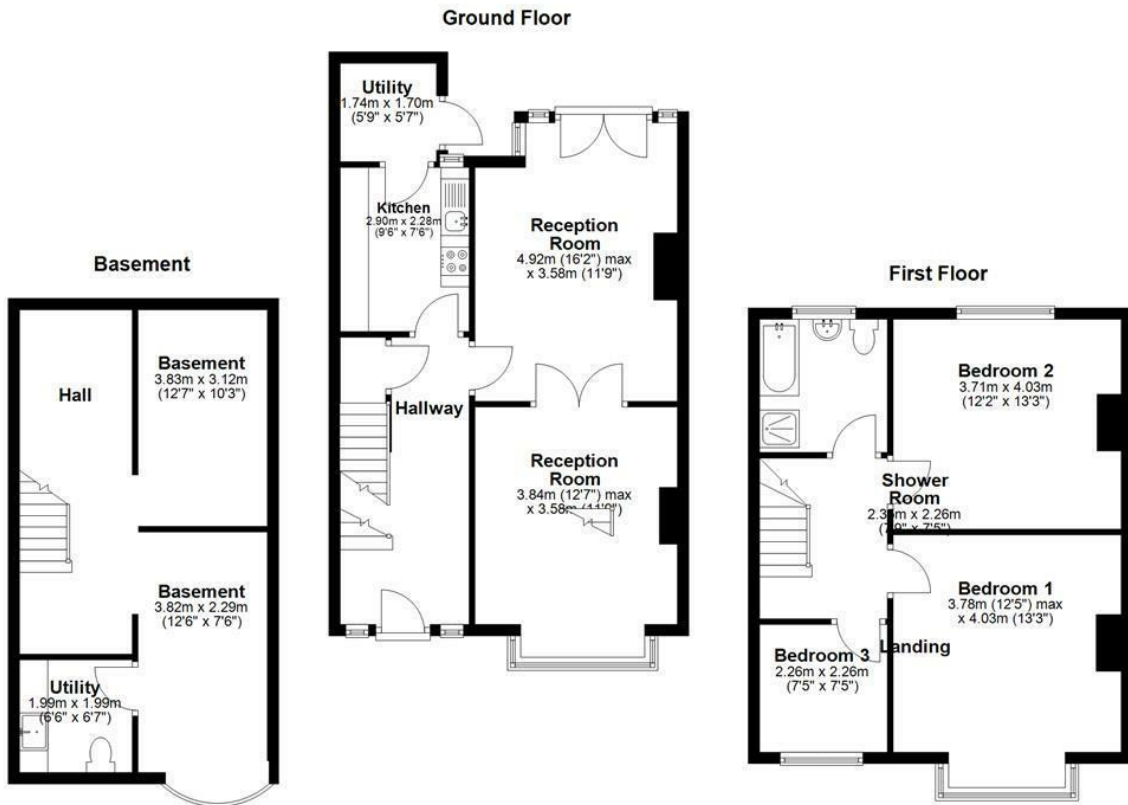 Ground Floor
Utility
1.74m x 1.70m
(5'9" x 5'7")
Kitchen
2.90m x 2.28m
(9'6" x 7'6")
Reception
Room
4.92m (16'2") max
x 3.58m (11'9")
Hallway
Reception
Room
3.84m (12'7") max
x 3.58m (11'9")
Basement
Hall
Basement
3.83m x 3.12m
(12'7" x 10'3")
Basement
3.82m x 2.29m
(12'6" x 7'6")
Utility
1.99m x 1.99m
(6'6" x 6'7")
First Floor
Bedroom 2
3.71m x 4.03m
(12'2" x 13'3")
Shower
Room
x 2.26m
x 7'5")
Bedroom 1
3.78m (12'5") max
x 4.03m (13'3")
Landing
Bedroom 3
2.26m x 2.26m
(7'5" x 7'5")